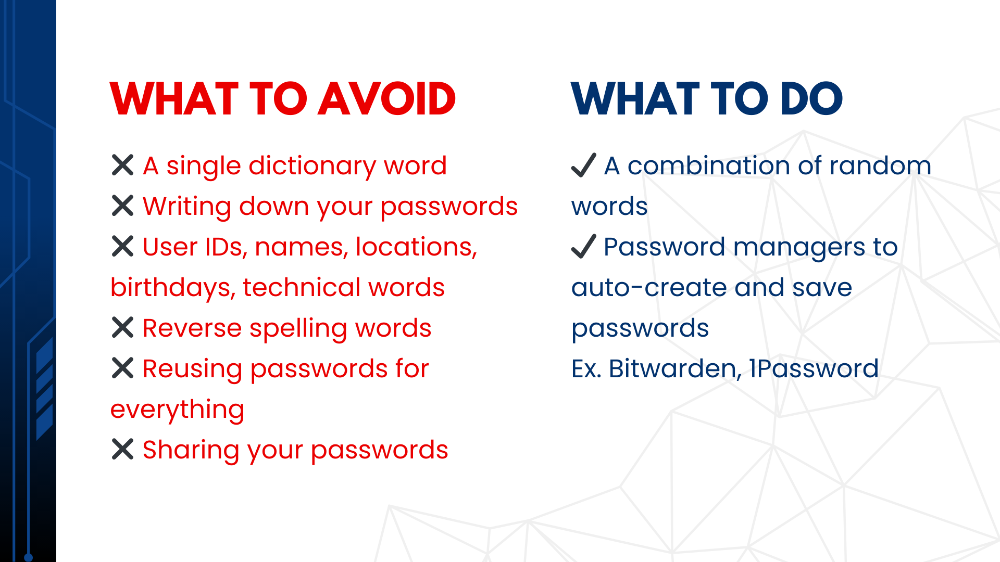 WHAT TO AVOID
❌ A single dictionary word
❌ Writing down your passwords
❌ User IDs, names, locations,
birthdays, technical words
❌ Reverse spelling words
❌ Reusing passwords for
everything
❌ Sharing your passwords
WHAT TO DO
✔ A combination of random
words
✔ Password managers to
auto-create and save
passwords
Ex. Bitwarden, 1Password